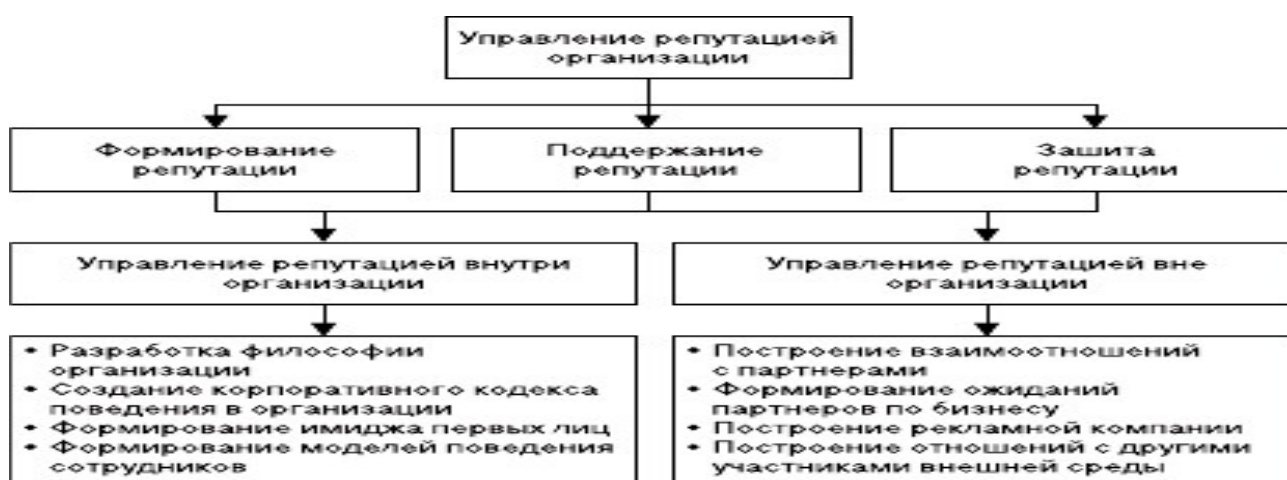 Управление репутацией
организации
Формирование
репутации
Поддержание
репутации
Зашита
репутации
Управление репутацией внутри
организации
Управление репутацией вне
организации
• Разработка философии
организации
• Создание корпоративного кодекса
поведения в организации
• Формирование имиджа первых лиц
• Формирование моделей поведения
сотрудников
• Построение взаимоотношений
с партнерами
• Формирование ожиданий
партнеров по бизнесу
• Построение рекламной компании
• Построение отношений с другими
участниками внешней среды